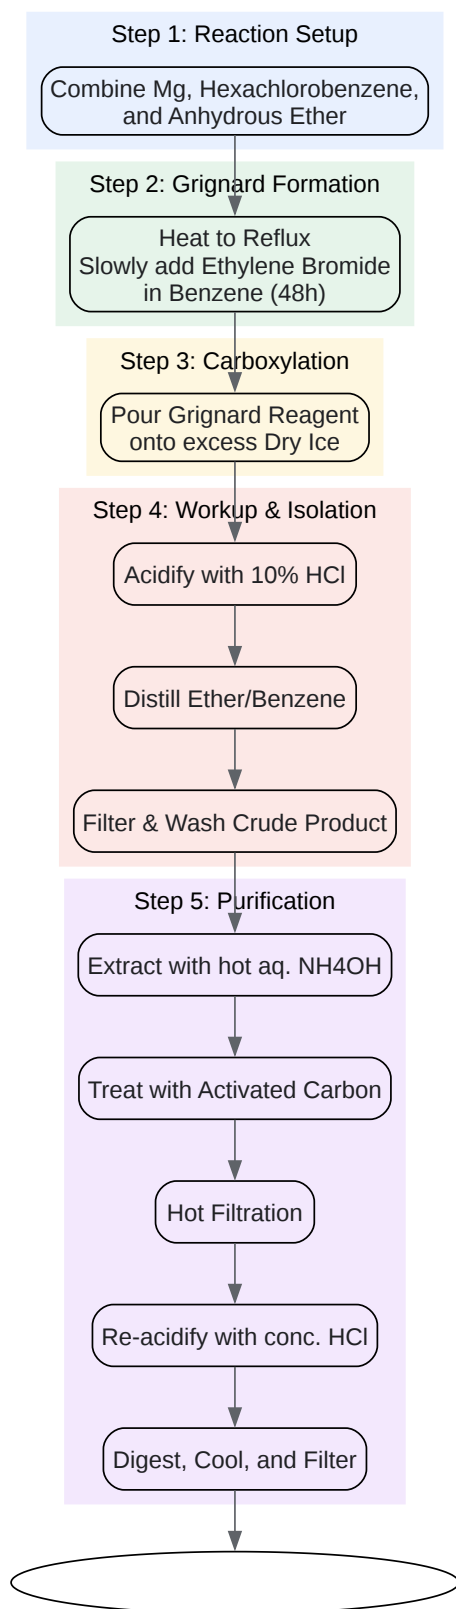 Step 1: Reaction Setup
Combine Mg, Hexachlorobenzene,
and Anhydrous Ether
Step 2: Grignard Formation
Heat to Reflux
Slowly add Ethylene Bromide
in Benzene (48h)
Step 3: Carboxylation
Pour Grignard Reagent
onto excess Dry Ice
Step 4: Workup & Isolation
Acidify with 10% HCl
Distill Ether/Benzene
Filter & Wash Crude Product
Step 5: Purification
Extract with hot aq. NH4OH
Treat with Activated Carbon
Hot Filtration
Re-acidify with conc. HCl
Digest, Cool, and Filter